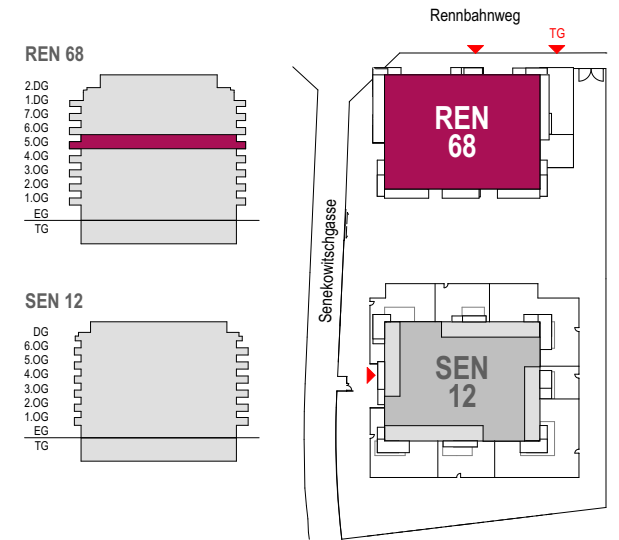 Rennbahnweg
TG
REN 68
2.DG
1.DG
7.OG
6.OG
5.OG
4.OG
3.OG
2.OG
1.OG
EG
TG
REN
68
Senekowitschgasse
SEN 12
DG
6.OG
5.OG
4.OG
3.OG
2.OG
1.OG
EG
TG
SEN
12